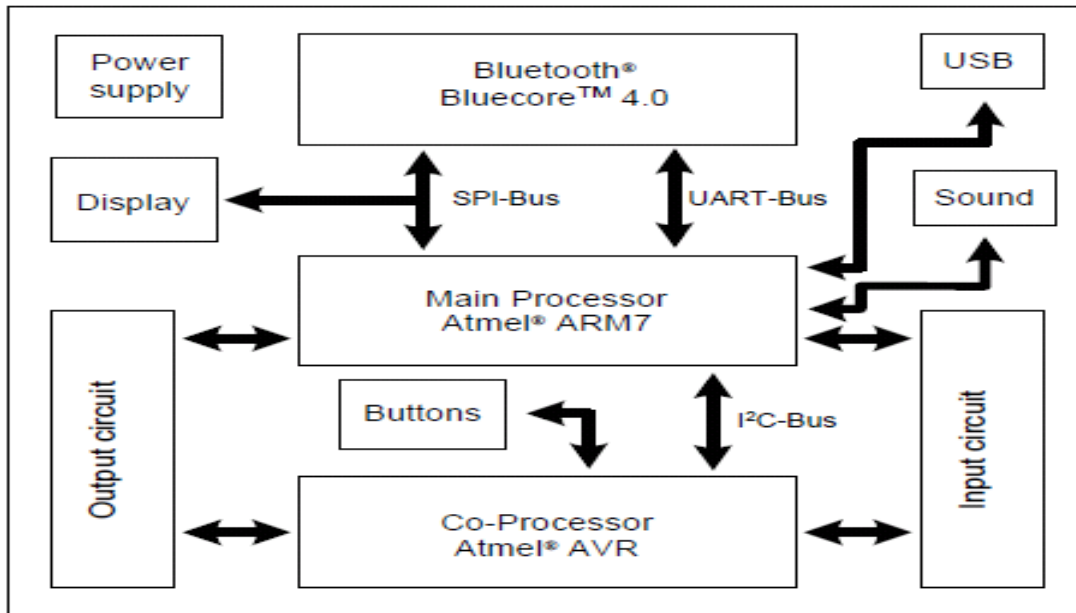 Power
supply
Bluetooth®
Bluecore™ 4.0
USB
Display
SPI-Bus
UART-Bus
Sound
Main Processor
Atmel® ARM7
Output circuit
Buttons
I²C-Bus
Input circuit
Co-Processor
Atmel® AVR